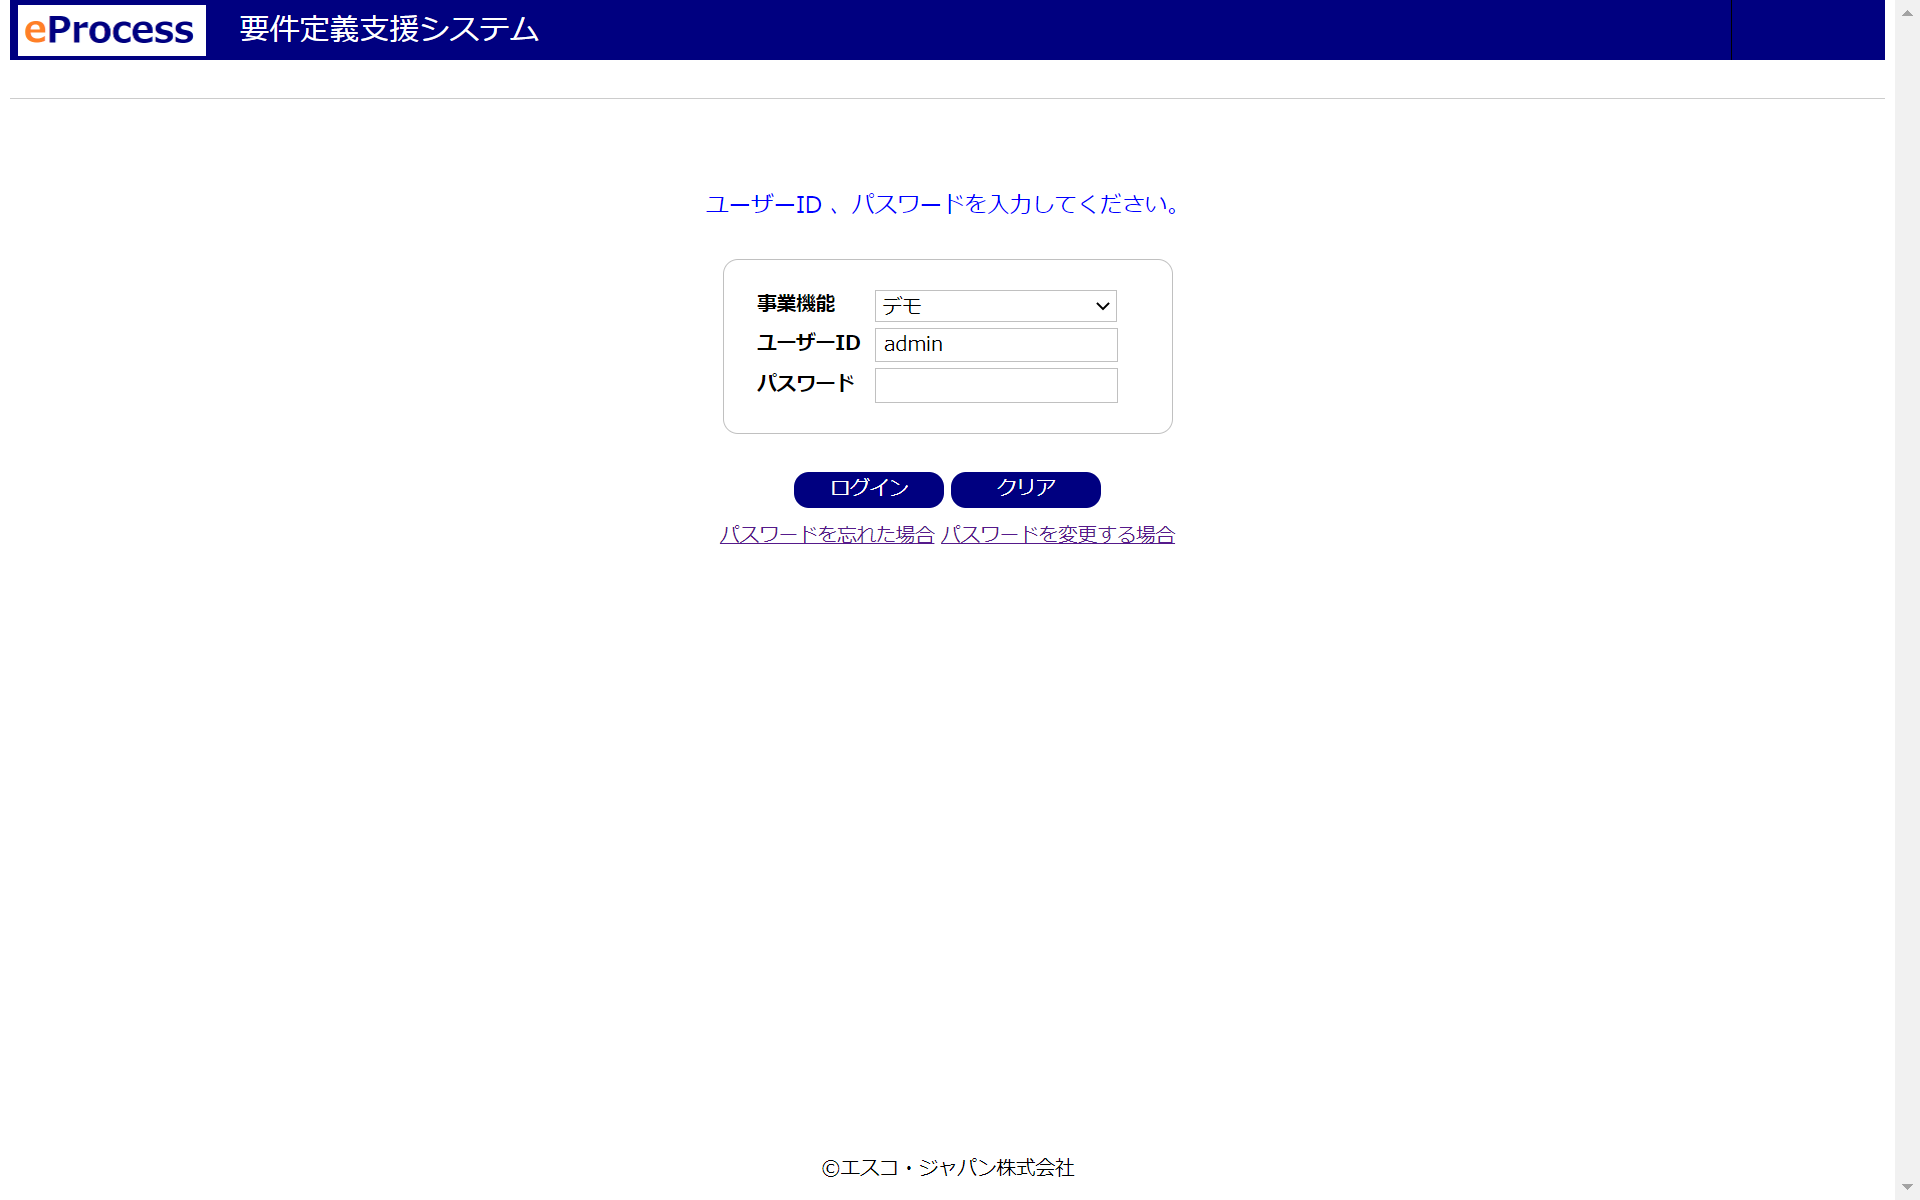 eProcess 要件定義支援システム
ユーザーID 、パスワードを入力してください。
事業機能 デモ
ユーザーID admin
パスワード
ログイン クリア
パスワードを忘れた場合 パスワードを変更する場合
©エスコ・ジャパン株式会社